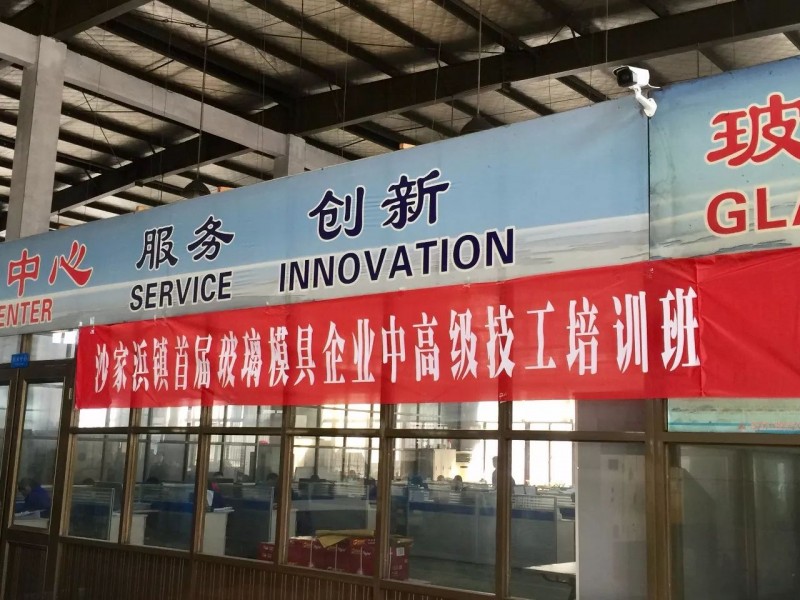 中心 服务 创新 玻
ENTER SERVICE INNOVATION GLA
沙家浜镇首届玻璃模具企业中高级技工培训班